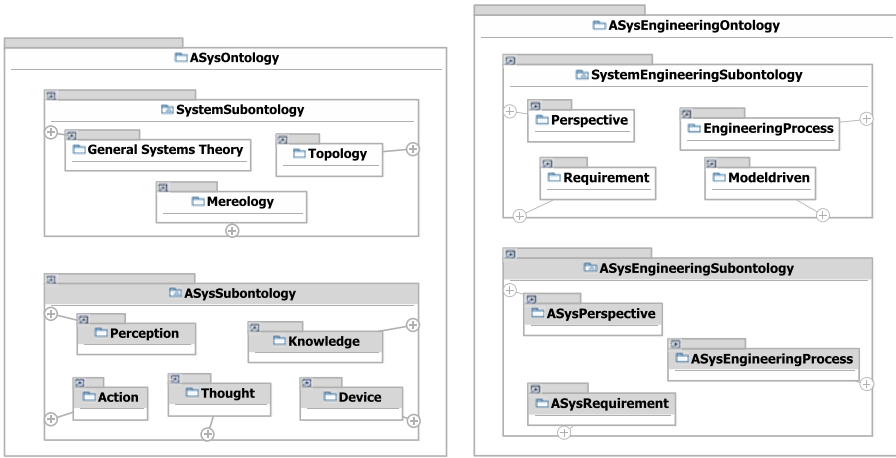 ASysOntology
SystemSubontology
General Systems Theory
Topology
Mereology
ASysSubontology
Perception
Knowledge
Action
Thought
Device
ASysEngineeringOntology
SystemEngineeringSubontology
Perspective
EngineeringProcess
Requirement
Modeldriven
ASysEngineeringSubontology
ASysPerspective
ASysEngineeringProcess
ASysRequirement